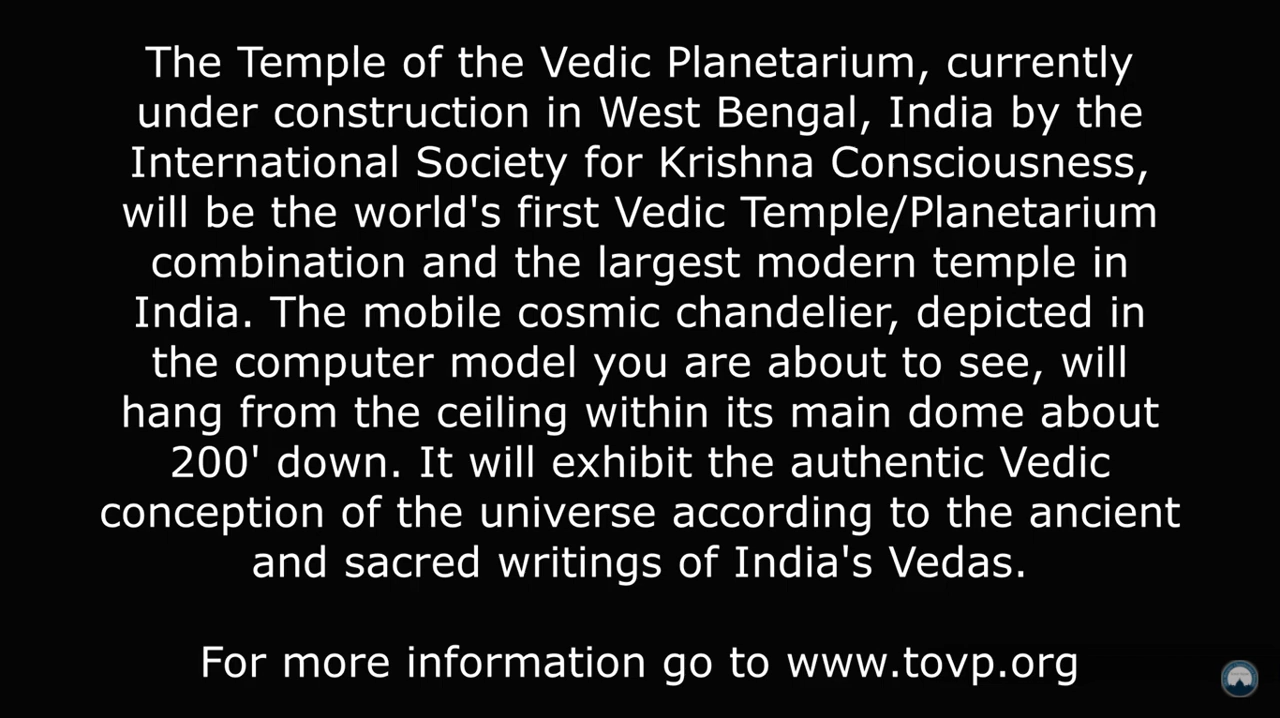 The Temple of the Vedic Planetarium, currently
under construction in West Bengal, India by the
International Society for Krishna Consciousness,
will be the world's first Vedic Temple/Planetarium
combination and the largest modern temple in
India. The mobile cosmic chandelier, depicted in
the computer model you are about to see, will
hang from the ceiling within its main dome about
200' down. It will exhibit the authentic Vedic
conception of the universe according to the ancient
and sacred writings of India's Vedas.
For more information go to www.tovp.org